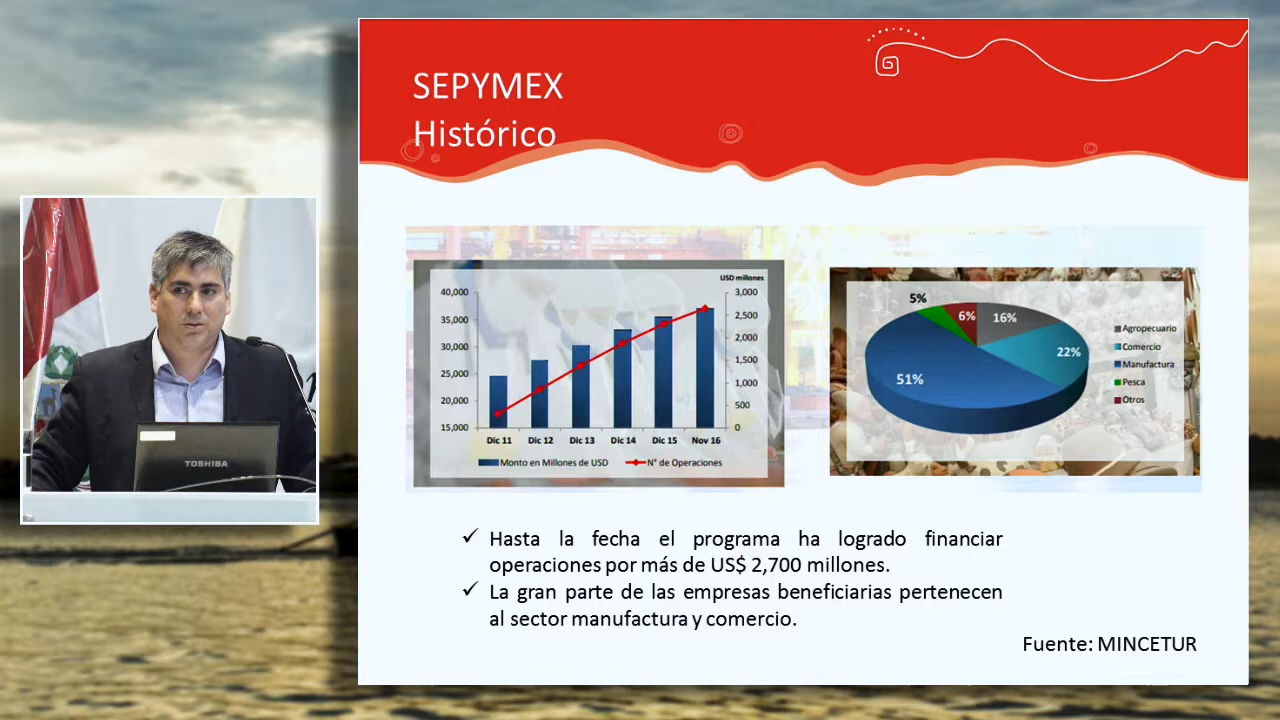 SEPYMEX
Histórico
USD millones
40,000
35,000
30,000
25,000
20,000
15,000
3,000
2,500
2,000
1,500
1,000
500
0
Dic 11 Dic 12 Dic 13 Dic 14 Dic 15 Nov 16
Monto en Millones de USD N° de Operaciones
5%
6%
16%
22%
51%
Agropecuario
Comercio
Manufactura
Pesca
Otros
TOSHIBA
✓ Hasta la fecha el programa ha logrado financiar
operaciones por más de US$ 2,700 millones.
✓ La gran parte de las empresas beneficiarias pertenecen
al sector manufactura y comercio.
Fuente: MINCETUR